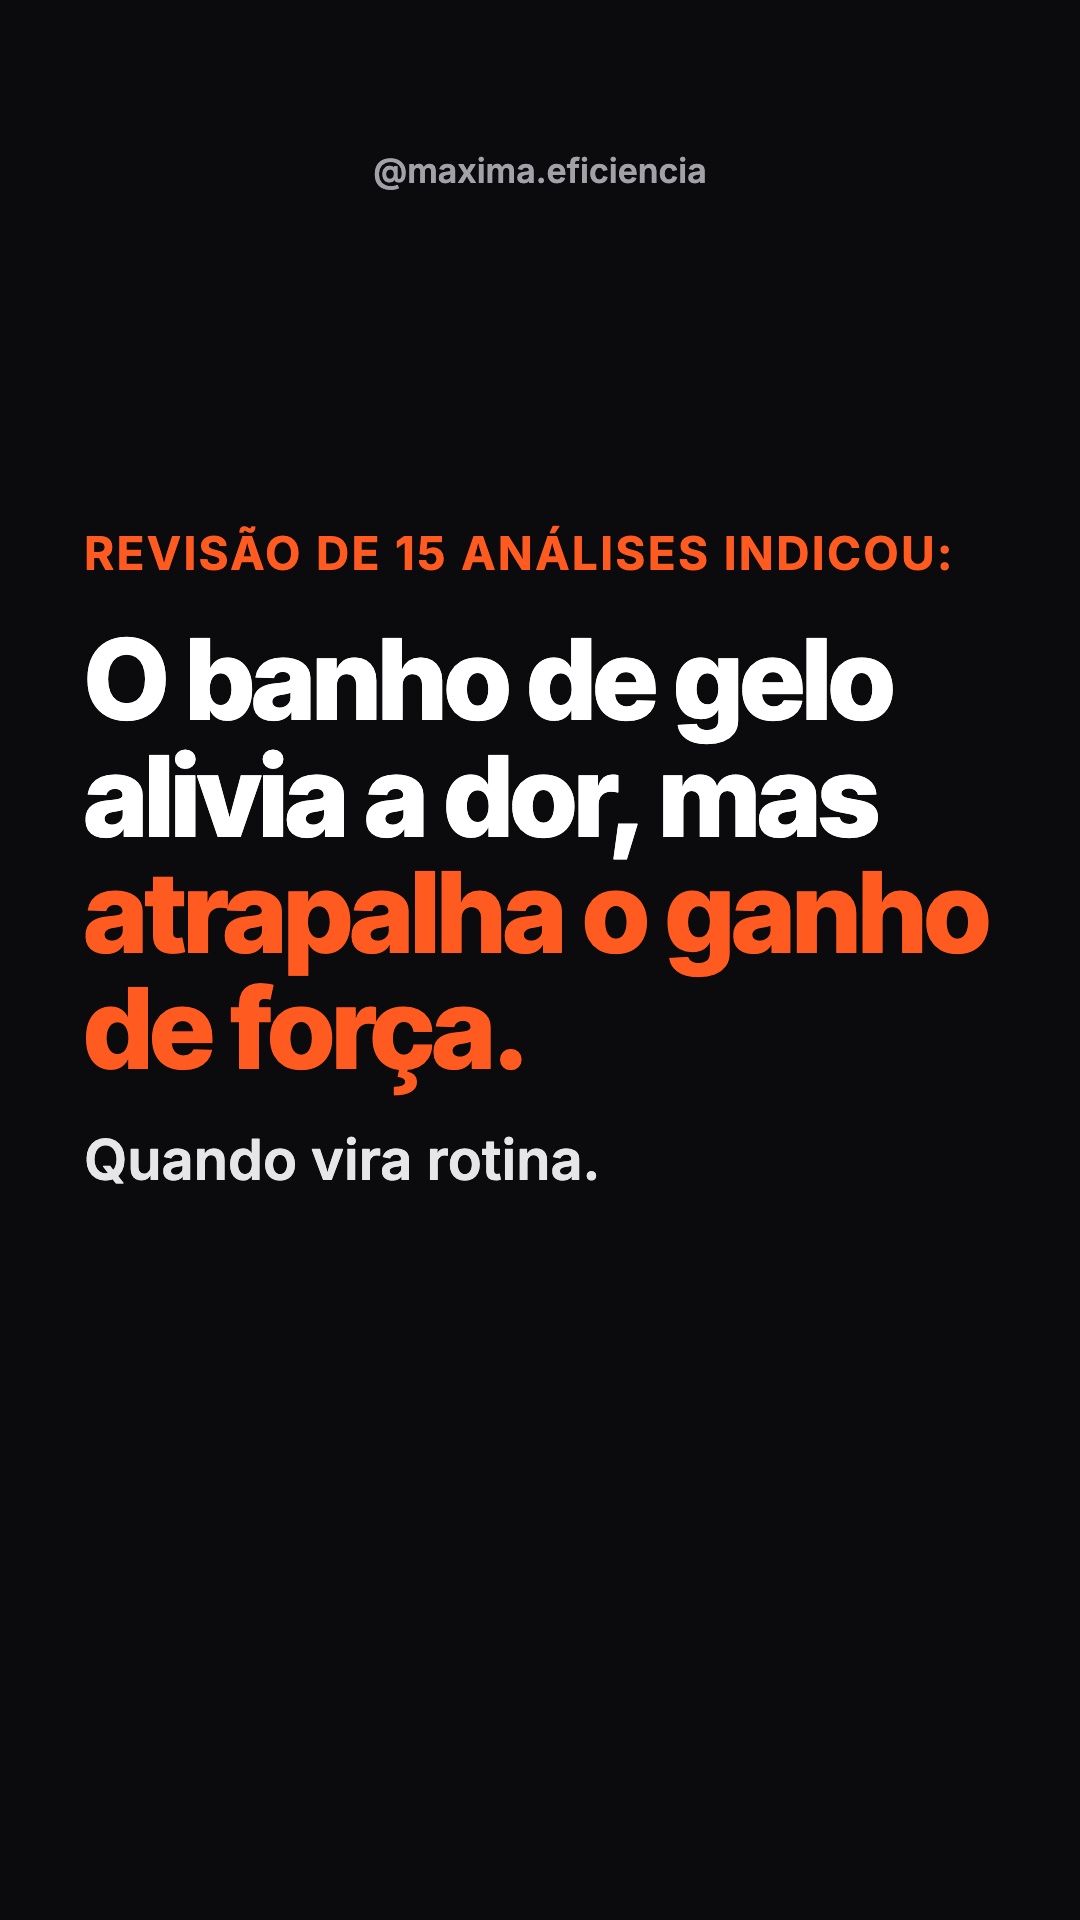 @maxima.eficiencia
REVISÃO DE 15 ANÁLISES INDICOU:
O banho de gelo
alivia a dor, mas
atrapalha o ganho
de força.
Quando vira rotina.